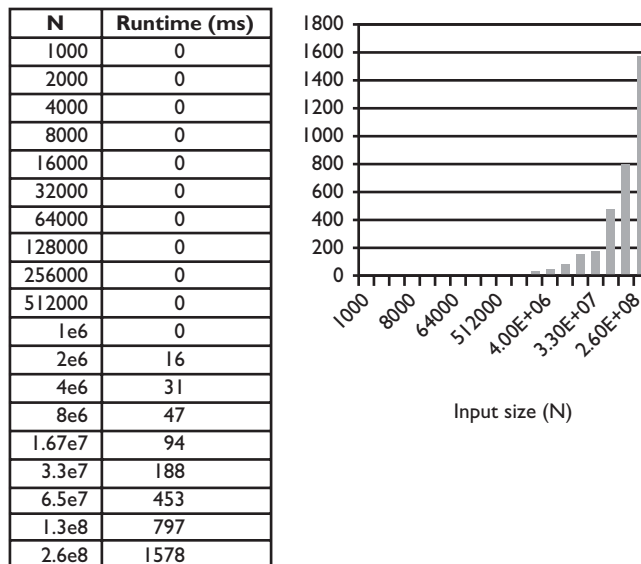 N Runtime (ms)
1000 0
2000 0
4000 0
8000 0
16000 0
32000 0
64000 0
128000 0
256000 0
512000 0
1e6 0
2e6 16
4e6 31
8e6 47
1.67e7 94
3.3e7 188
6.5e7 453
1.3e8 797
2.6e8 1578
1800
1600
1400
1200
1000
800
600
400
200
0
1000
8000
64000
512000
4.00E+06
3.30E+07
2.60E+08
Input size (N)